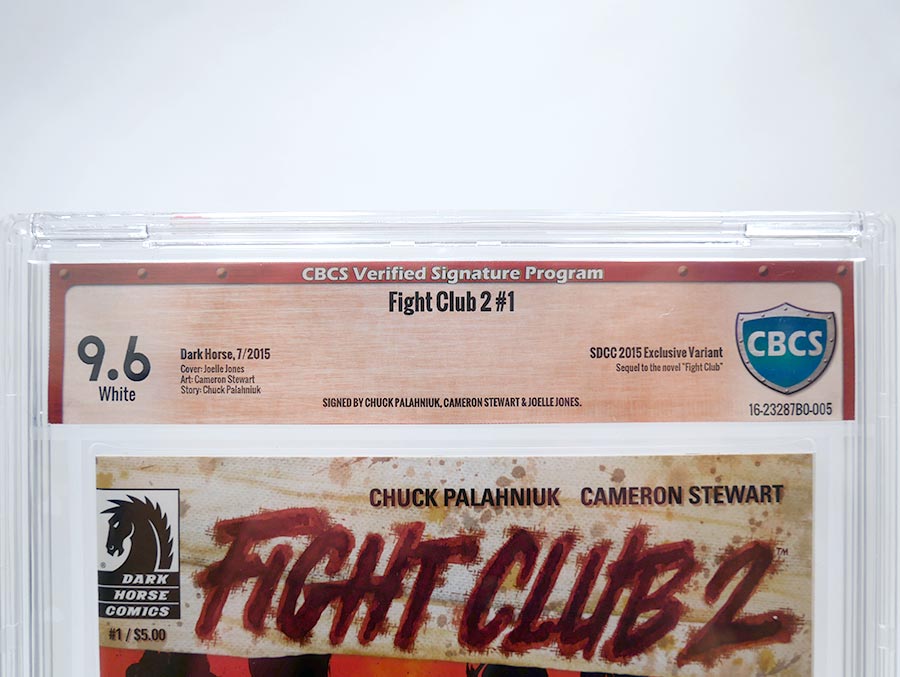 CBCS Verified Signature Program
Fight Club 2 #1
9.6
White
Dark Horse, 7/2015
Cover: Joelle Jones
Art: Cameron Stewart
Story: Chuck Palahniuk
SDCC 2015 Exclusive Variant
Sequel to the novel "Fight Club"
SIGNED BY CHUCK PALAHNIUK, CAMERON STEWART & JOELLE JONES.
CBCS
16-23287B0-005
CHUCK PALAHNIUK CAMERON STEWART
FIGHT CLUB 2™
®
DARK
HORSE
COMICS
#1 / $5.00